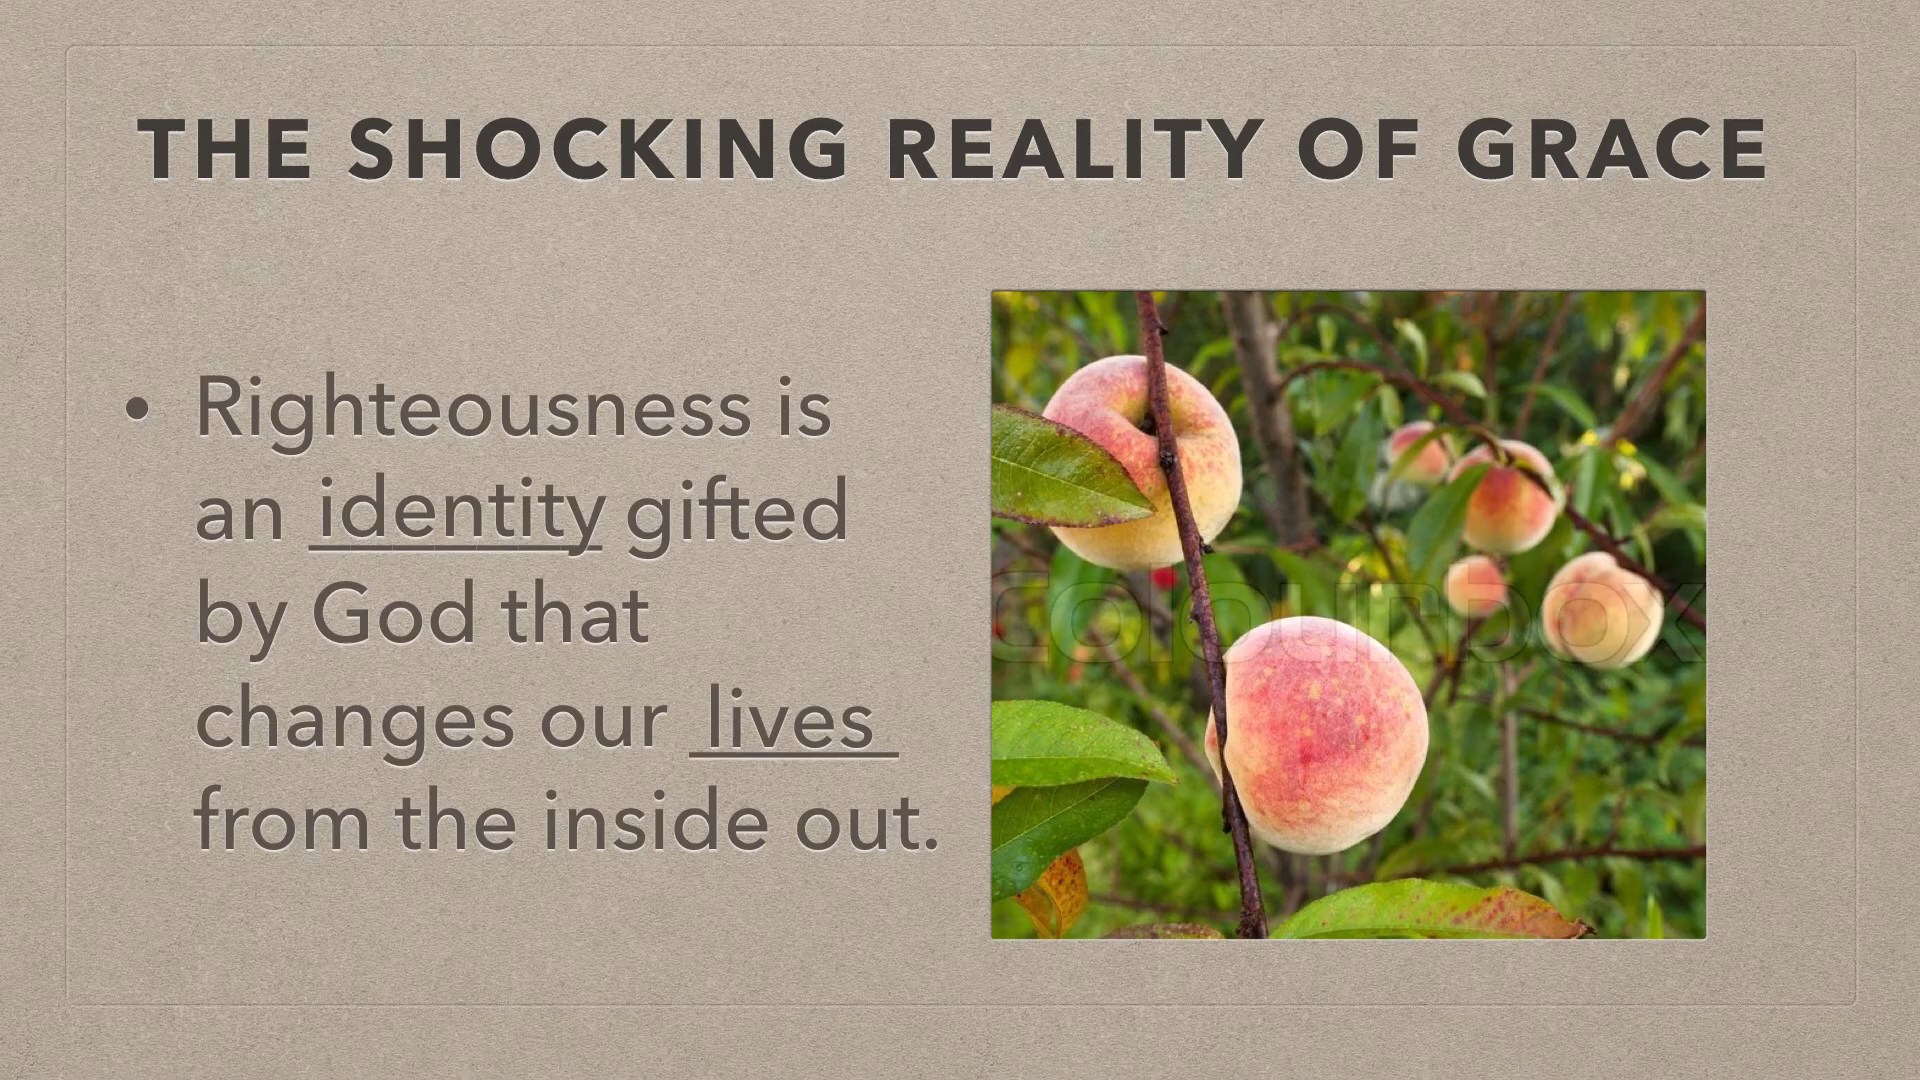 THE SHOCKING REALITY OF GRACE
• Righteousness is
an identity gifted
by God that
changes our lives
from the inside out.
Colourbox